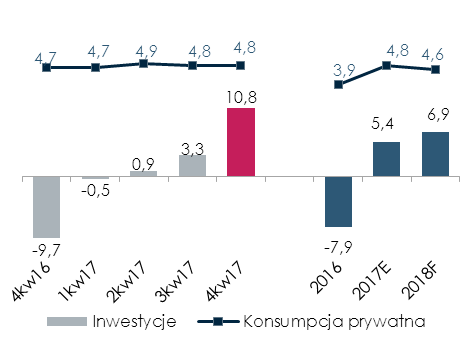 4,7 4,7 4,9 4,8 4,8 3,9 4,8 4,6
10,8
6,9
5,4
3,3
0,9
-0,5
-9,7 -7,9
4kw16 1kw17 2kw17 3kw17 4kw17 2016 2017E 2018F
Inwestycje Konsumpcja prywatna